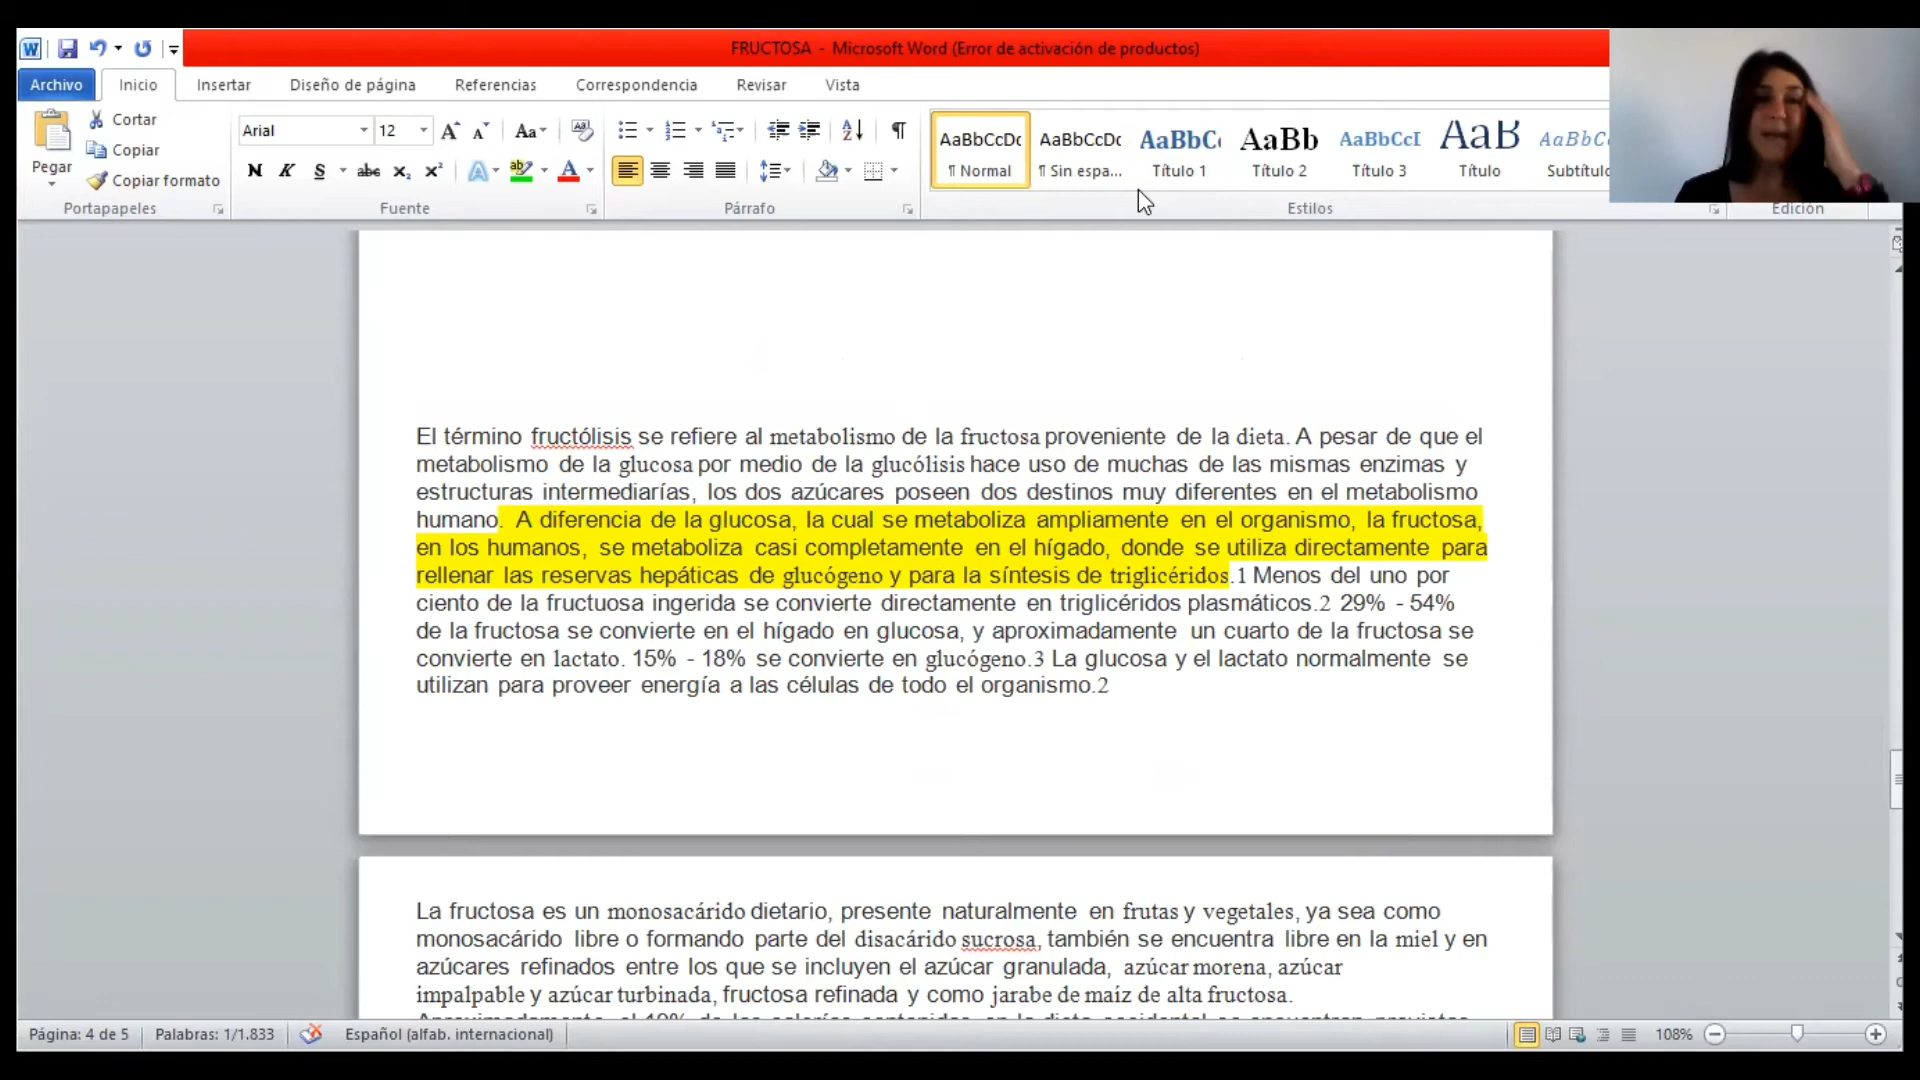 W
FRUCTOSA - Microsoft Word (Error de activación de productos)
Archivo Inicio Insertar Diseño de página Referencias Correspondencia Revisar Vista
Pegar
Cortar
Copiar
Copiar formato
Portapapeles
Arial 12 Aa
N K S abc x₂ x² A ab A
Fuente
Párrafo
AaBbCcDc AaBbCcDc AaBbC AaBb AaBbCcI AaB AaBbCc
¶ Normal ¶ Sin espa... Título 1 Título 2 Título 3 Título Subtítulo
Estilos
Edición
El término fructólisis se refiere al metabolismo de la fructosa proveniente de la dieta. A pesar de que el
metabolismo de la glucosa por medio de la glucólisis hace uso de muchas de las mismas enzimas y
estructuras intermediarías, los dos azúcares poseen dos destinos muy diferentes en el metabolismo
humano. A diferencia de la glucosa, la cual se metaboliza ampliamente en el organismo, la fructosa,
en los humanos, se metaboliza casi completamente en el hígado, donde se utiliza directamente para
rellenar las reservas hepáticas de glucógeno y para la síntesis de triglicéridos.1 Menos del uno por
ciento de la fructuosa ingerida se convierte directamente en triglicéridos plasmáticos.2 29% - 54%
de la fructosa se convierte en el hígado en glucosa, y aproximadamente un cuarto de la fructosa se
convierte en lactato. 15% - 18% se convierte en glucógeno.3 La glucosa y el lactato normalmente se
utilizan para proveer energía a las células de todo el organismo.2
La fructosa es un monosacárido dietario, presente naturalmente en frutas y vegetales, ya sea como
monosacárido libre o formando parte del disacárido sucrosa, también se encuentra libre en la miel y en
azúcares refinados entre los que se incluyen el azúcar granulada, azúcar morena, azúcar
impalpable y azúcar turbinada, fructosa refinada y como jarabe de maíz de alta fructosa.
Página: 4 de 5 Palabras: 1/1.833 Español (alfab. internacional) 108%